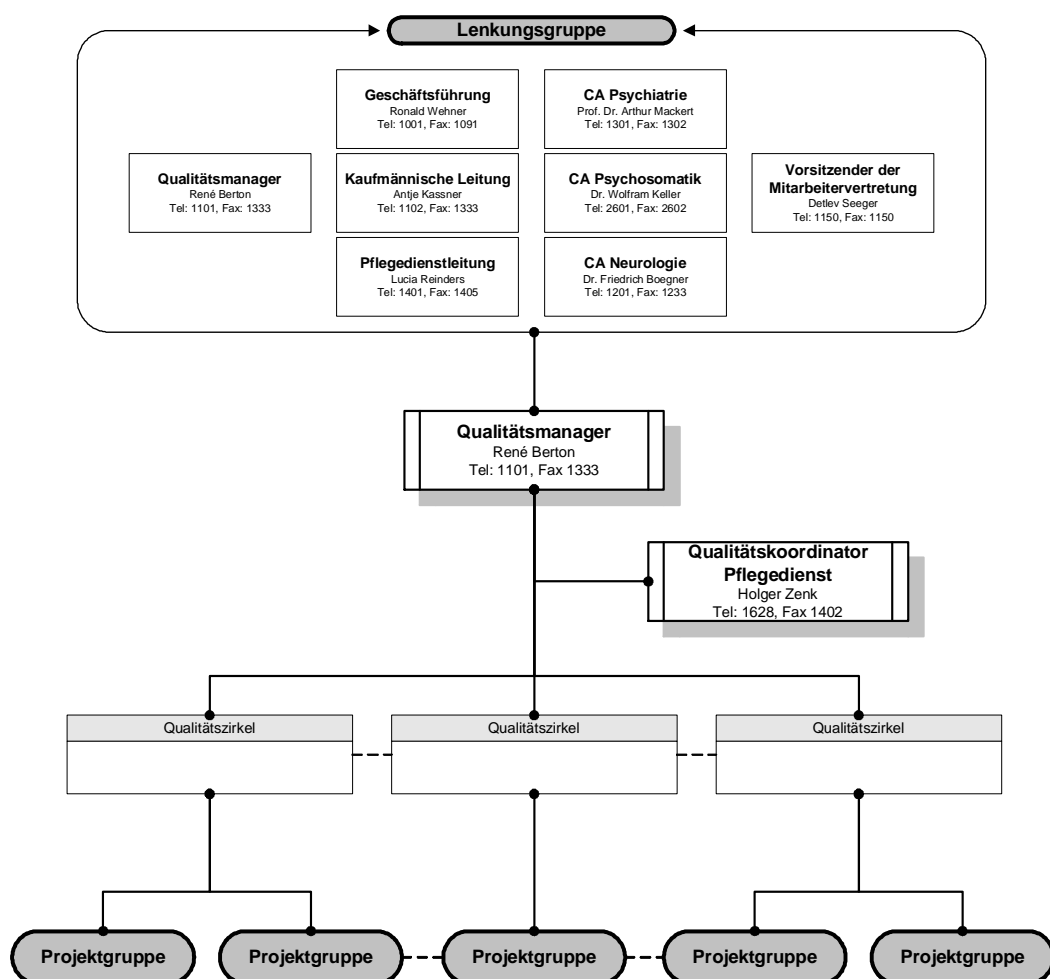 Lenkungsgruppe
Geschäftsführung
Ronald Wehner
Tel: 1001, Fax: 1091
CA Psychiatrie
Prof. Dr. Arthur Mackert
Tel: 1301, Fax: 1302
Qualitätsmanager
René Berton
Tel: 1101, Fax: 1333
Kaufmännische Leitung
Antje Kassner
Tel: 1102, Fax: 1333
CA Psychosomatik
Dr. Wolfram Keller
Tel: 2601, Fax: 2602
Vorsitzender der
Mitarbeitervertretung
Detlev Seeger
Tel: 1150, Fax: 1150
Pflegedienstleitung
Lucia Reinders
Tel: 1401, Fax: 1405
CA Neurologie
Dr. Friedrich Boegner
Tel: 1201, Fax: 1233
Qualitätsmanager
René Berton
Tel: 1101, Fax 1333
Qualitätskoordinator
Pflegedienst
Holger Zenk
Tel: 1628, Fax 1402
Qualitätszirkel
Qualitätszirkel
Qualitätszirkel
Projektgruppe
Projektgruppe
Projektgruppe
Projektgruppe
Projektgruppe